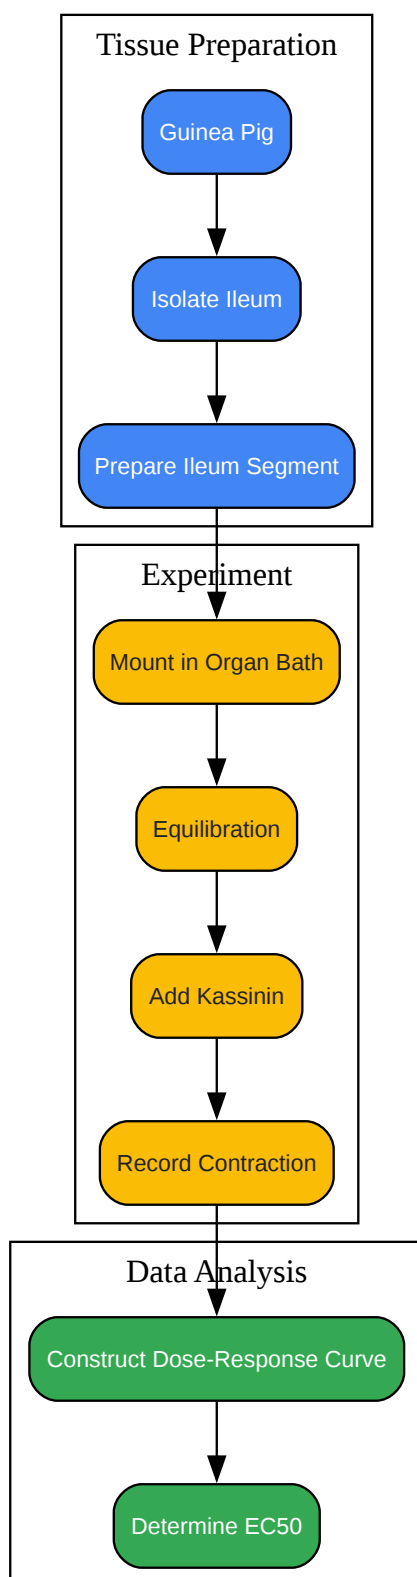 Tissue Preparation
Guinea Pig
Isolate Ileum
Prepare Ileum Segment
Experiment
Mount in Organ Bath
Equilibration
Add Kassinin
Record Contraction
Data Analysis
Construct Dose-Response Curve
Determine EC50